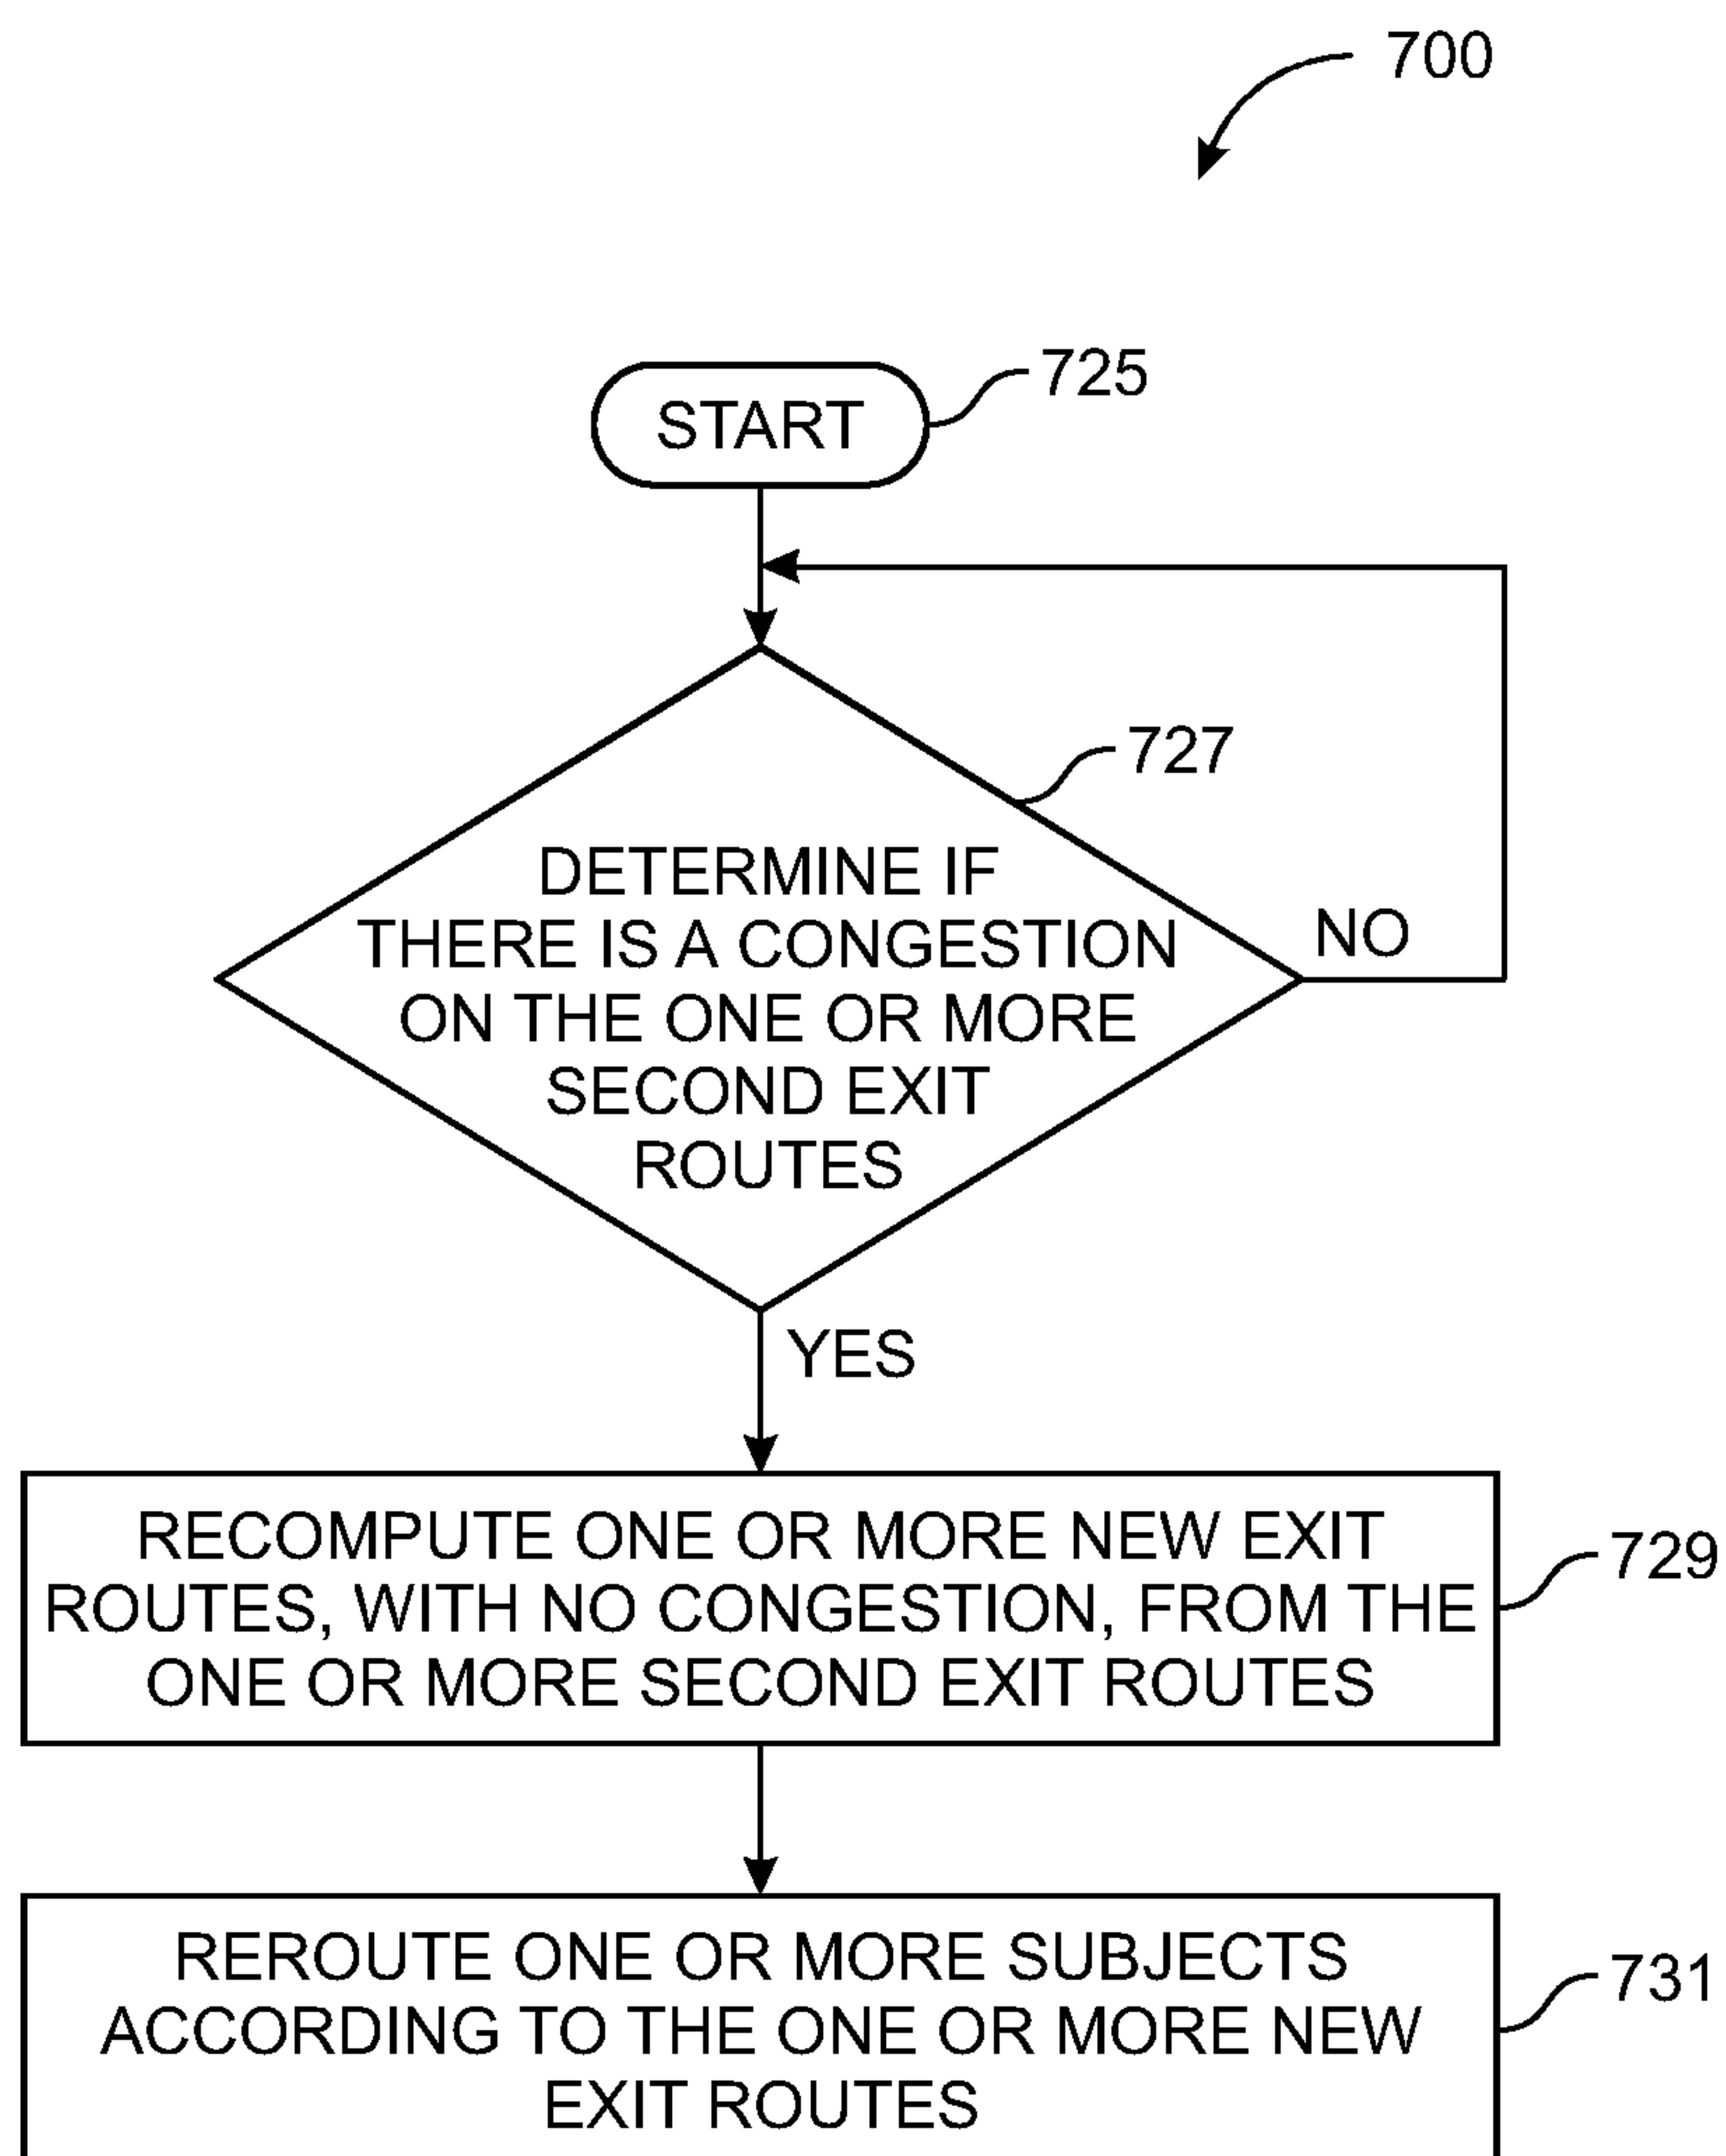 700
725
START
727
DETERMINE IF
THERE IS A CONGESTION
ON THE ONE OR MORE
SECOND EXIT
ROUTES
NO
YES
RECOMPUTE ONE OR MORE NEW EXIT
ROUTES, WITH NO CONGESTION, FROM THE
ONE OR MORE SECOND EXIT ROUTES
729
REROUTE ONE OR MORE SUBJECTS
ACCORDING TO THE ONE OR MORE NEW
EXIT ROUTES
731